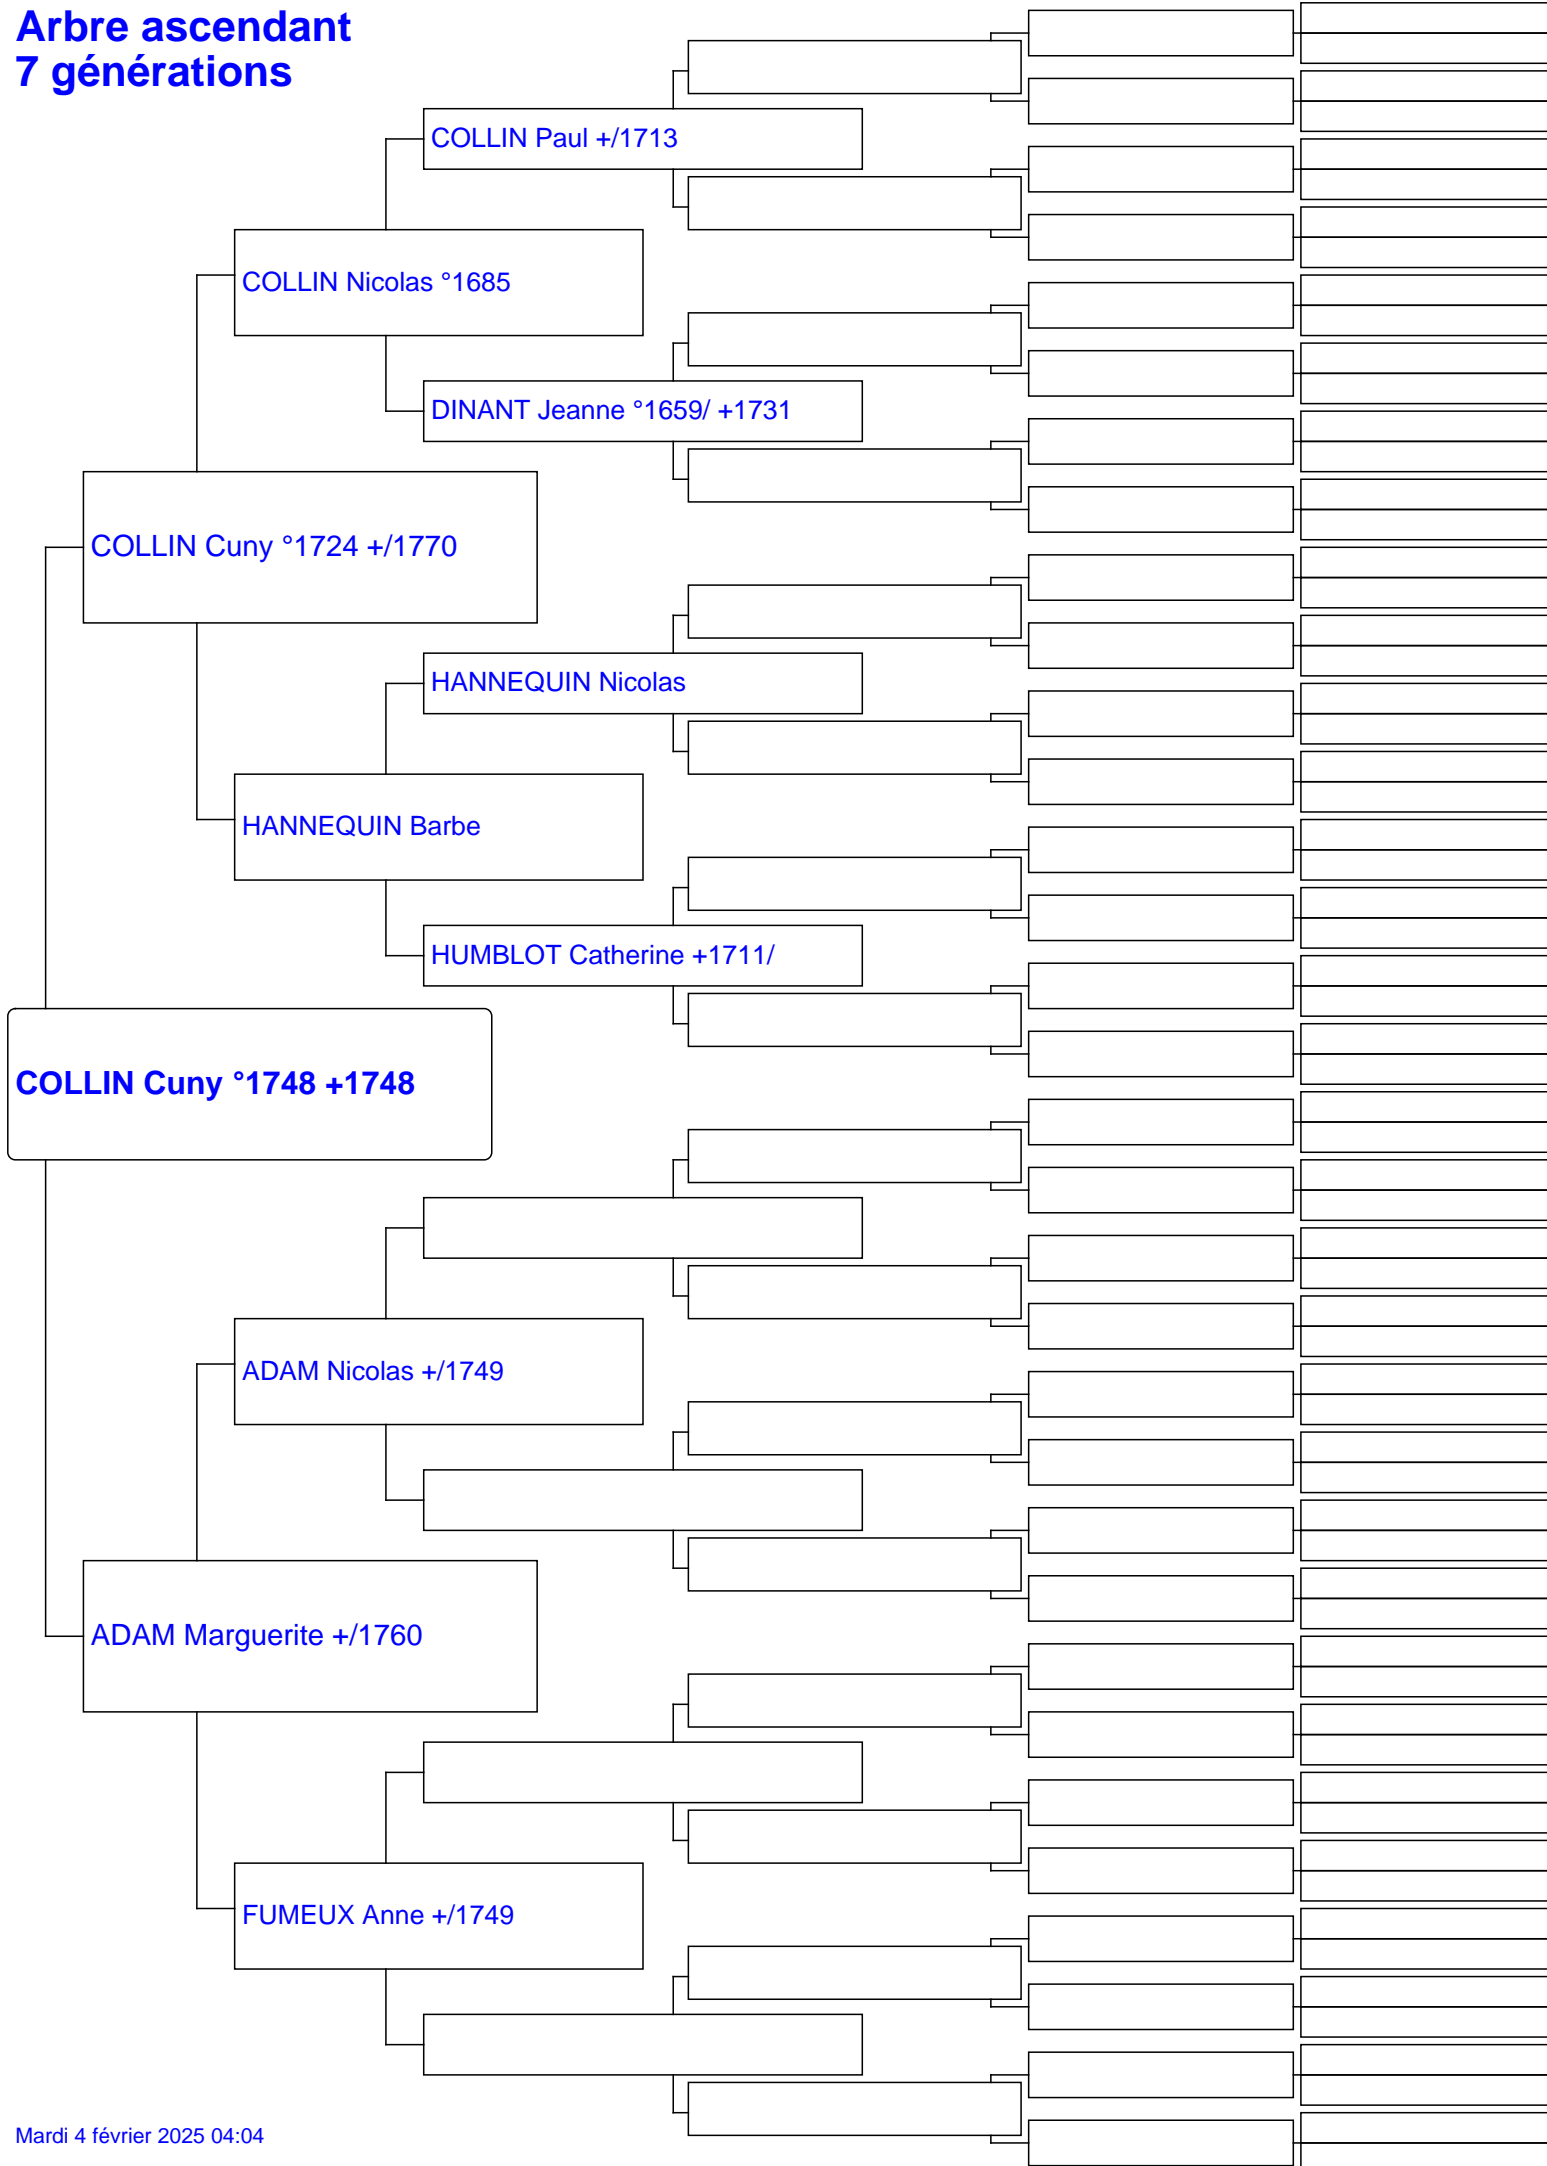 Arbre ascendant
7 générations
COLLIN Paul +/1713
COLLIN Nicolas °1685
DINANT Jeanne °1659/ +1731
COLLIN Cuny °1724 +/1770
HANNEQUIN Nicolas
HANNEQUIN Barbe
HUMBLOT Catherine +1711/
COLLIN Cuny °1748 +1748
ADAM Nicolas +/1749
ADAM Marguerite +/1760
FUMEUX Anne +/1749
Mardi 4 février 2025 04:04